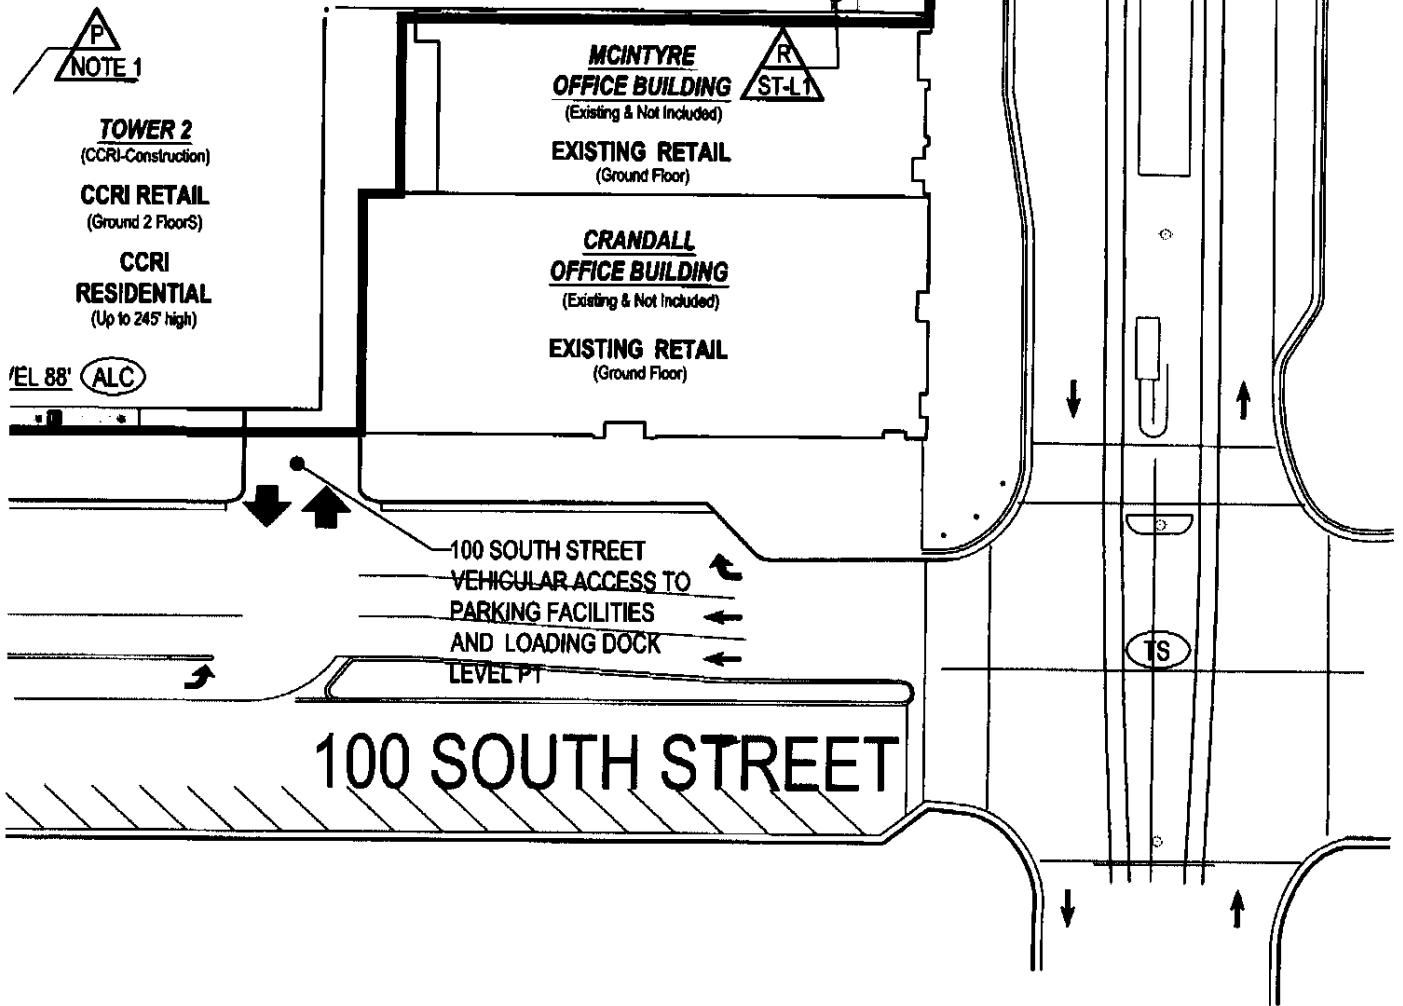 P
NOTE 1
TOWER 2
(CCRI-Construction)
CCRI RETAIL
(Ground 2 FloorS)
CCRI
RESIDENTIAL
(Up to 245' high)
VEL 88' ALC
MCINTYRE
OFFICE BUILDING
(Existing & Not Included)
EXISTING RETAIL
(Ground Floor)
R
ST-L1
CRANDALL
OFFICE BUILDING
(Existing & Not Included)
EXISTING RETAIL
(Ground Floor)
100 SOUTH STREET
VEHICULAR ACCESS TO
PARKING FACILITIES
AND LOADING DOCK
LEVEL P1
TS
100 SOUTH STREET